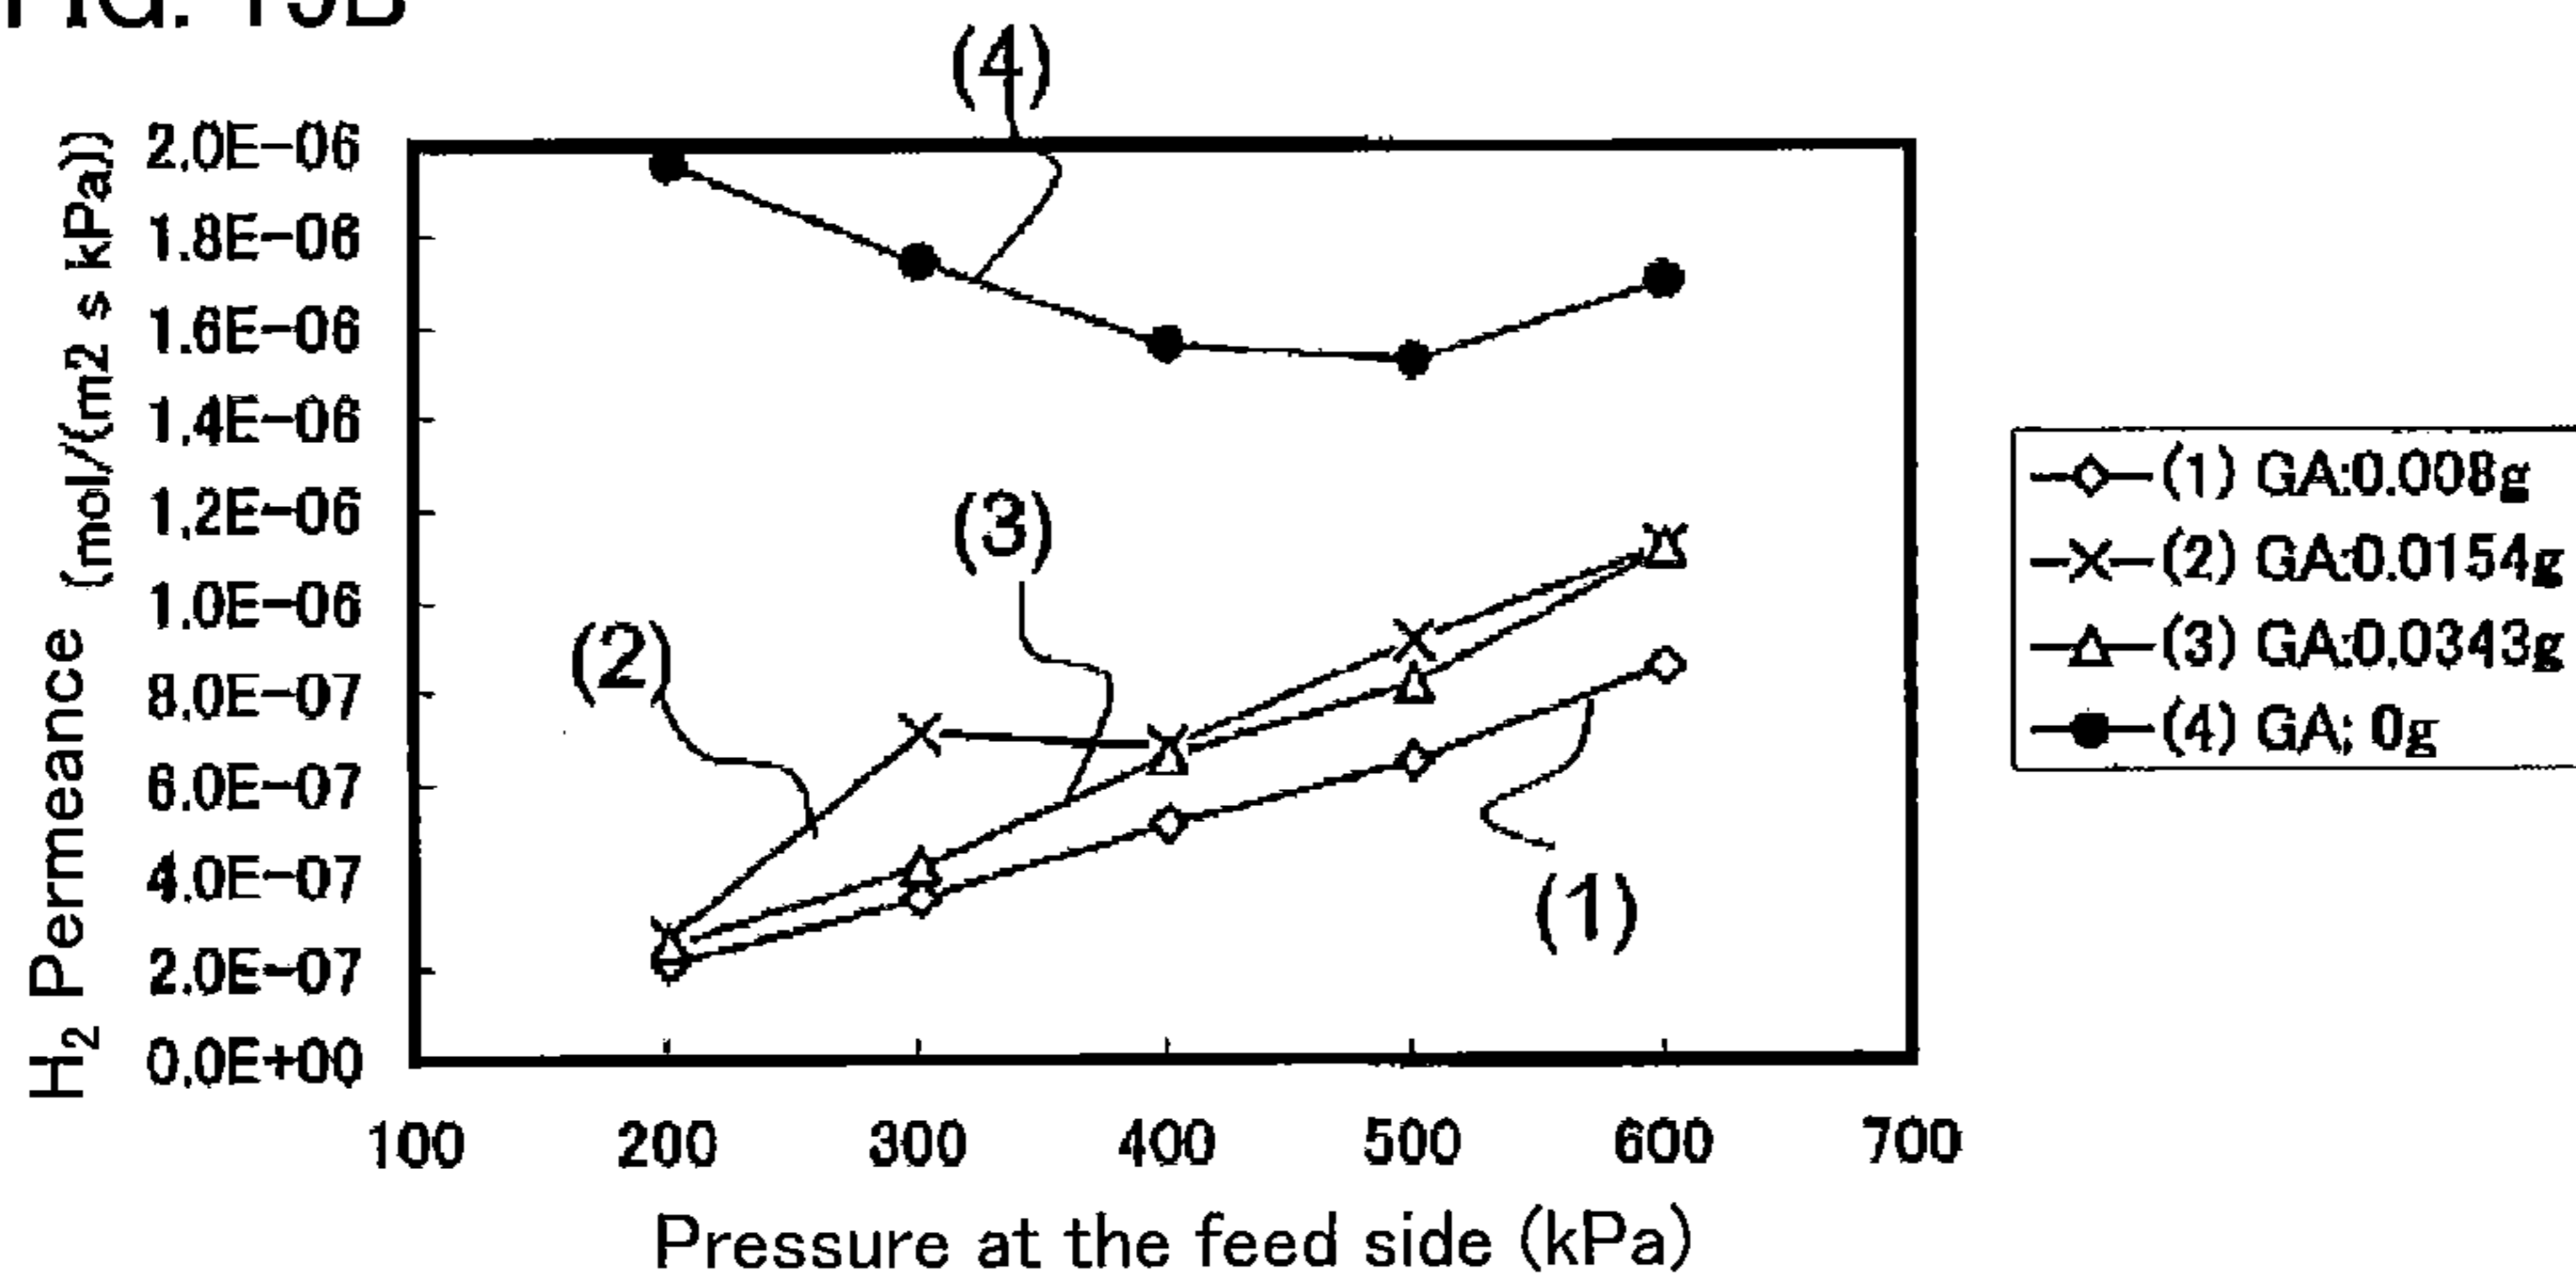 FIG. 19B
(4)
H2 Permeance (mol/(m2 s kPa))
2.0E-06
1.8E-06
1.6E-06
1.4E-06
1.2E-06
1.0E-06
8.0E-07
6.0E-07
4.0E-07
2.0E-07
0.0E+00
(3)
(2)
(1)
100 200 300 400 500 600 700
Pressure at the feed side (kPa)
(1) GA:0.008g
(2) GA:0.0154g
(3) GA:0.0343g
(4) GA; 0g